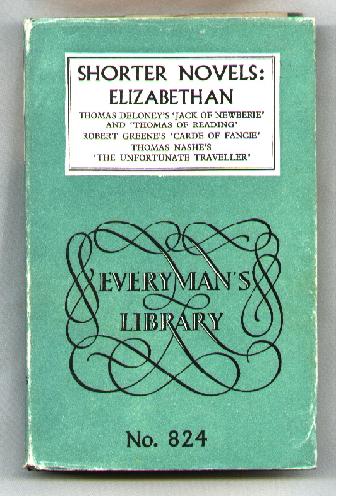 SHORTER NOVELS:
ELIZABETHAN
THOMAS DELONEY'S 'JACK OF NEWBERIE'
AND 'THOMAS OF READING'
ROBERT GREENE'S 'CARDE OF FANCIE'
THOMAS NASHE'S
'THE UNFORTUNATE TRAVELLER'
EVERYMAN'S
LIBRARY
No. 824